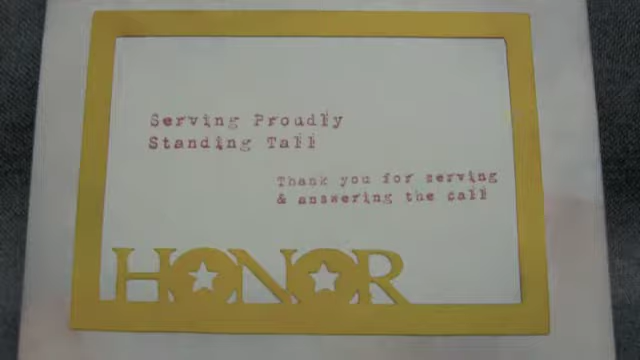 Serving Proudly
Standing Tall
Thank you for serving
& answering the call
HONOR